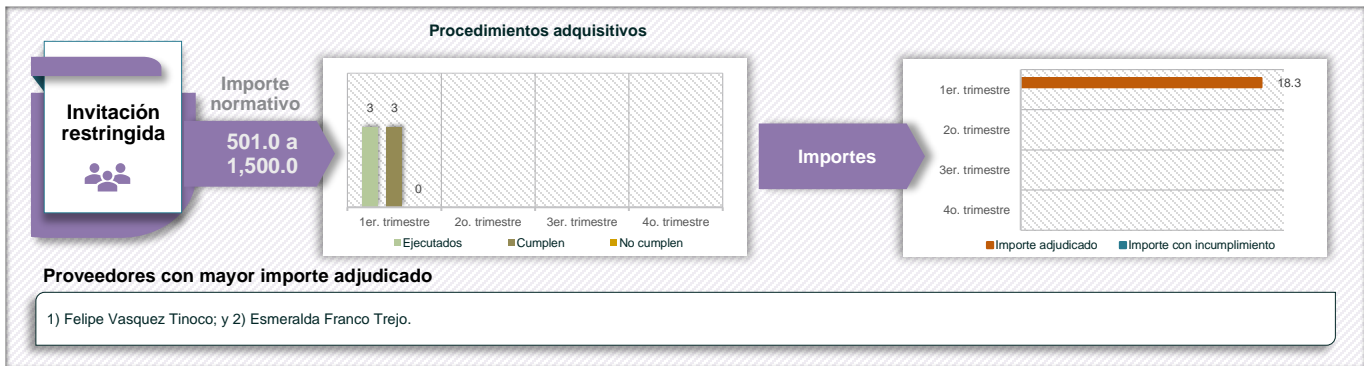 Procedimientos adquisitivos
Invitación
restringida
Importe
normativo
501.0 a
1,500.0
3 3
0
1er. trimestre 2o. trimestre 3er. trimestre 4o. trimestre
Ejecutados Cumplen No cumplen
Importes
1er. trimestre 18.3
2o. trimestre
3er. trimestre
4o. trimestre
Importe adjudicado Importe con incumplimiento
Proveedores con mayor importe adjudicado
1) Felipe Vasquez Tinoco; y 2) Esmeralda Franco Trejo.